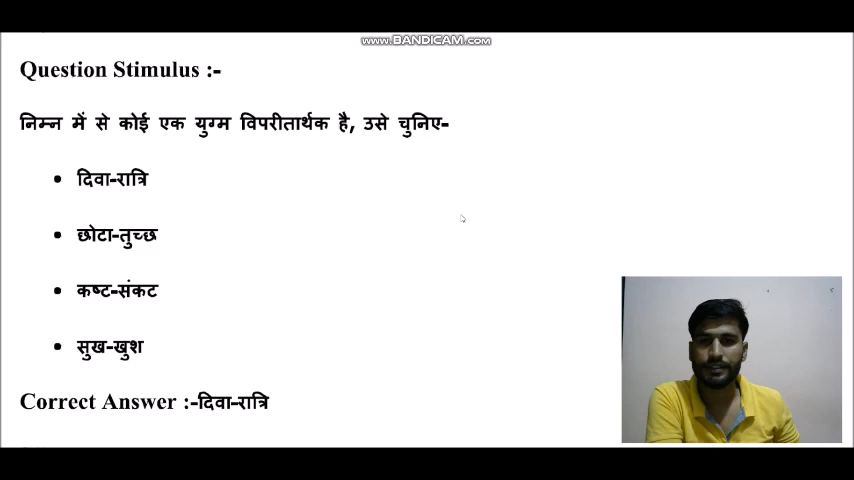 www.BANDICAM.com
Question Stimulus :-
निम्न में से कोई एक युग्म विपरीतार्थक है, उसे चुनिए-
• दिवा-रात्रि
• छोटा-तुच्छ
• कष्ट-संकट
• सुख-खुश
Correct Answer :-दिवा-रात्रि